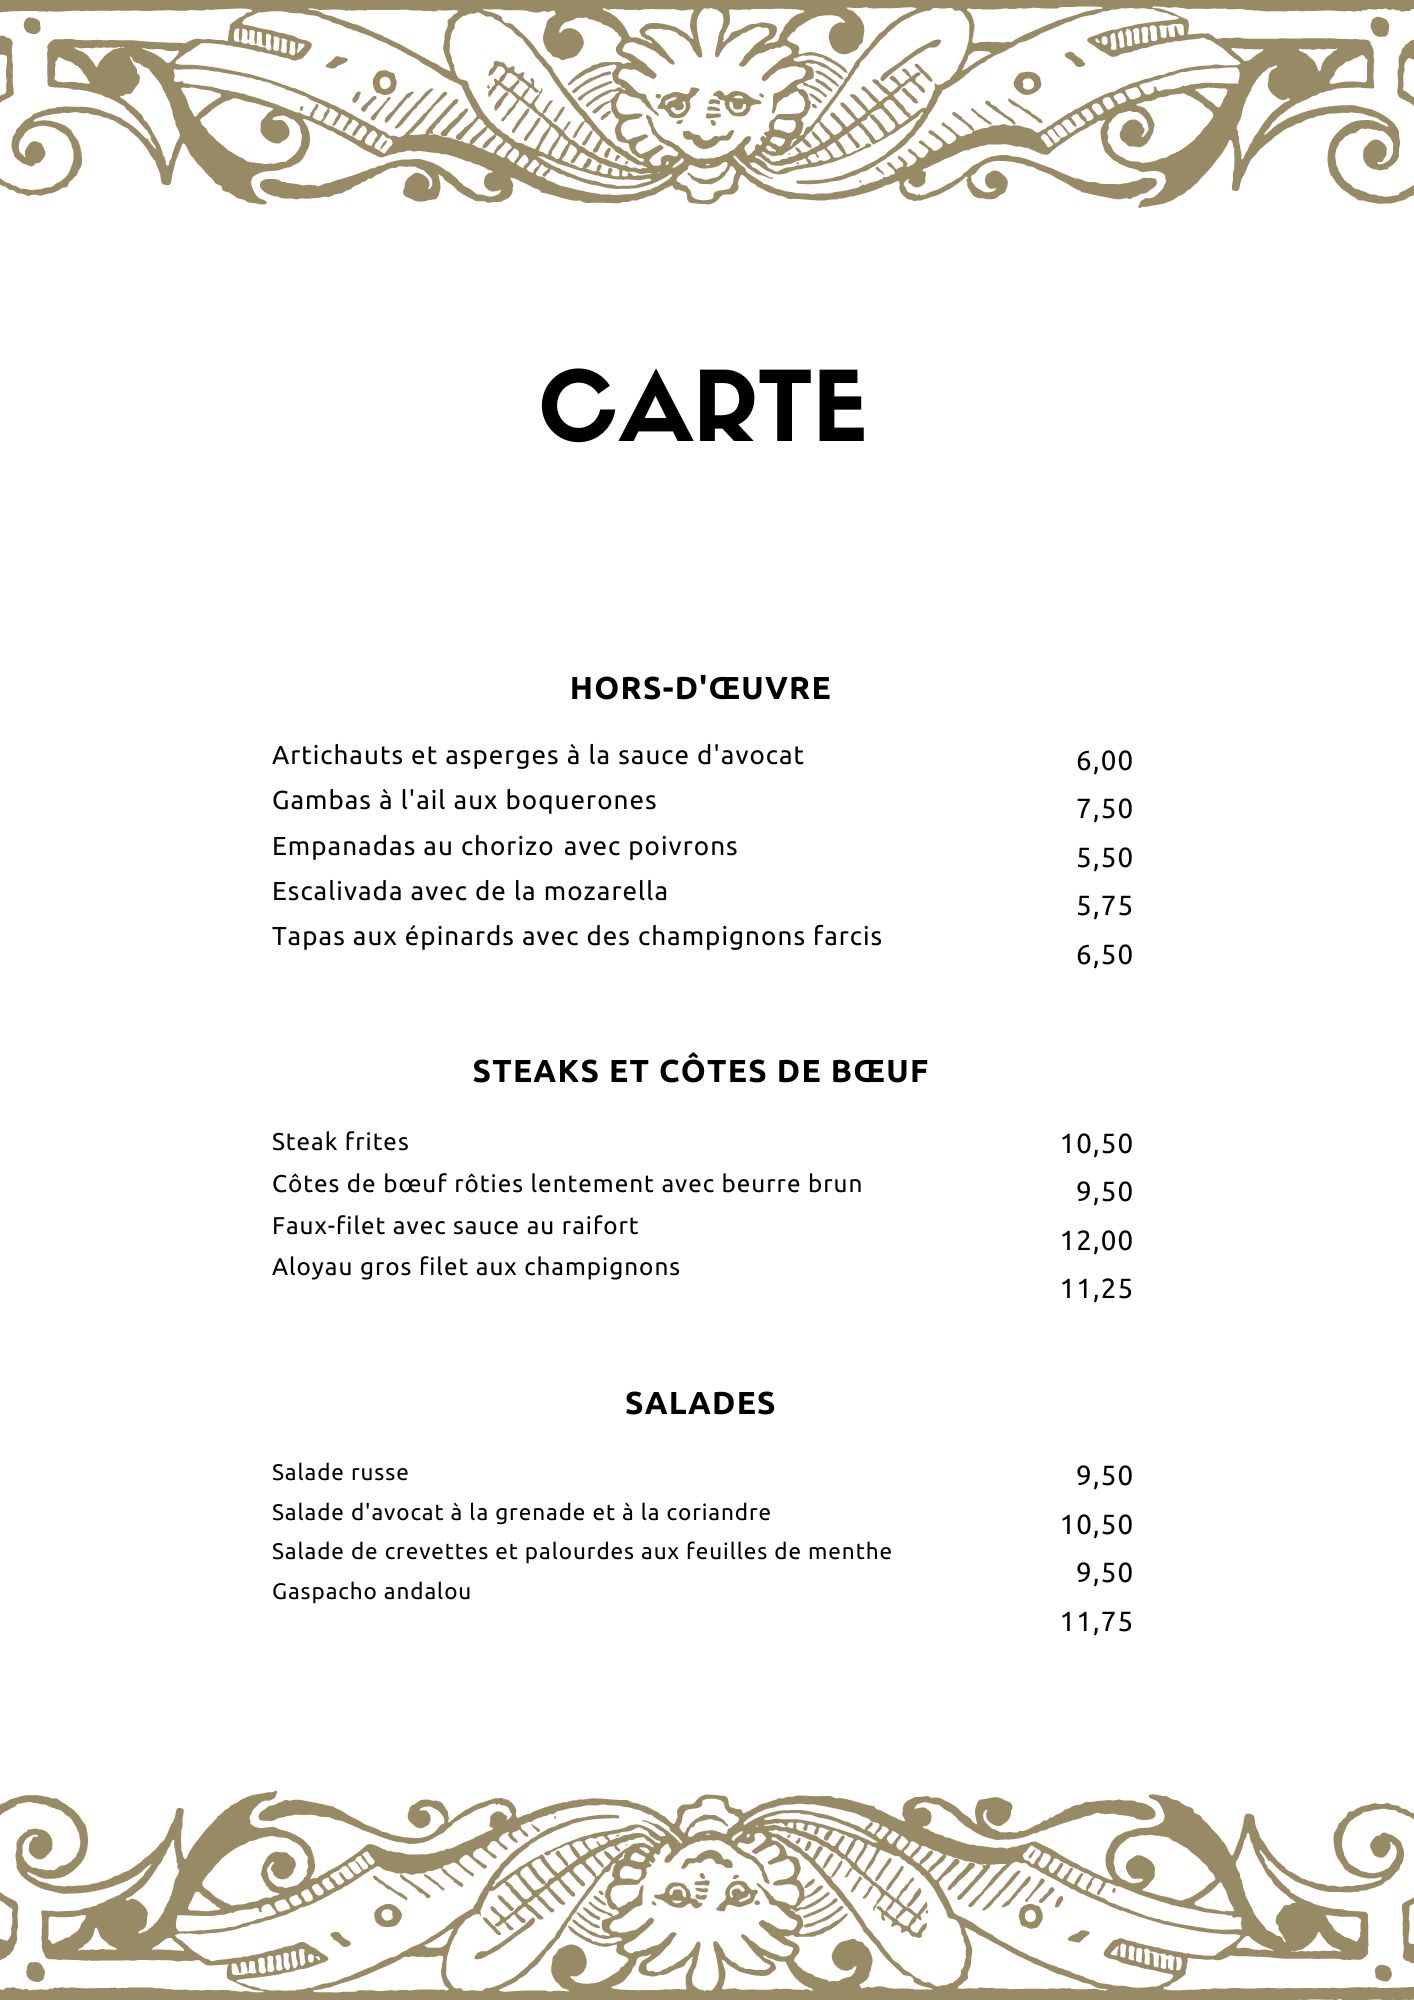 CARTE
HORS-D'ŒUVRE
Artichauts et asperges à la sauce d'avocat 6,00
Gambas à l'ail aux boquerones 7,50
Empanadas au chorizo avec poivrons 5,50
Escalivada avec de la mozarella 5,75
Tapas aux épinards avec des champignons farcis 6,50
STEAKS ET CÔTES DE BŒUF
Steak frites 10,50
Côtes de bœuf rôties lentement avec beurre brun 9,50
Faux-filet avec sauce au raifort 12,00
Aloyau gros filet aux champignons 11,25
SALADES
Salade russe 9,50
Salade d'avocat à la grenade et à la coriandre 10,50
Salade de crevettes et palourdes aux feuilles de menthe 9,50
Gaspacho andalou 11,75